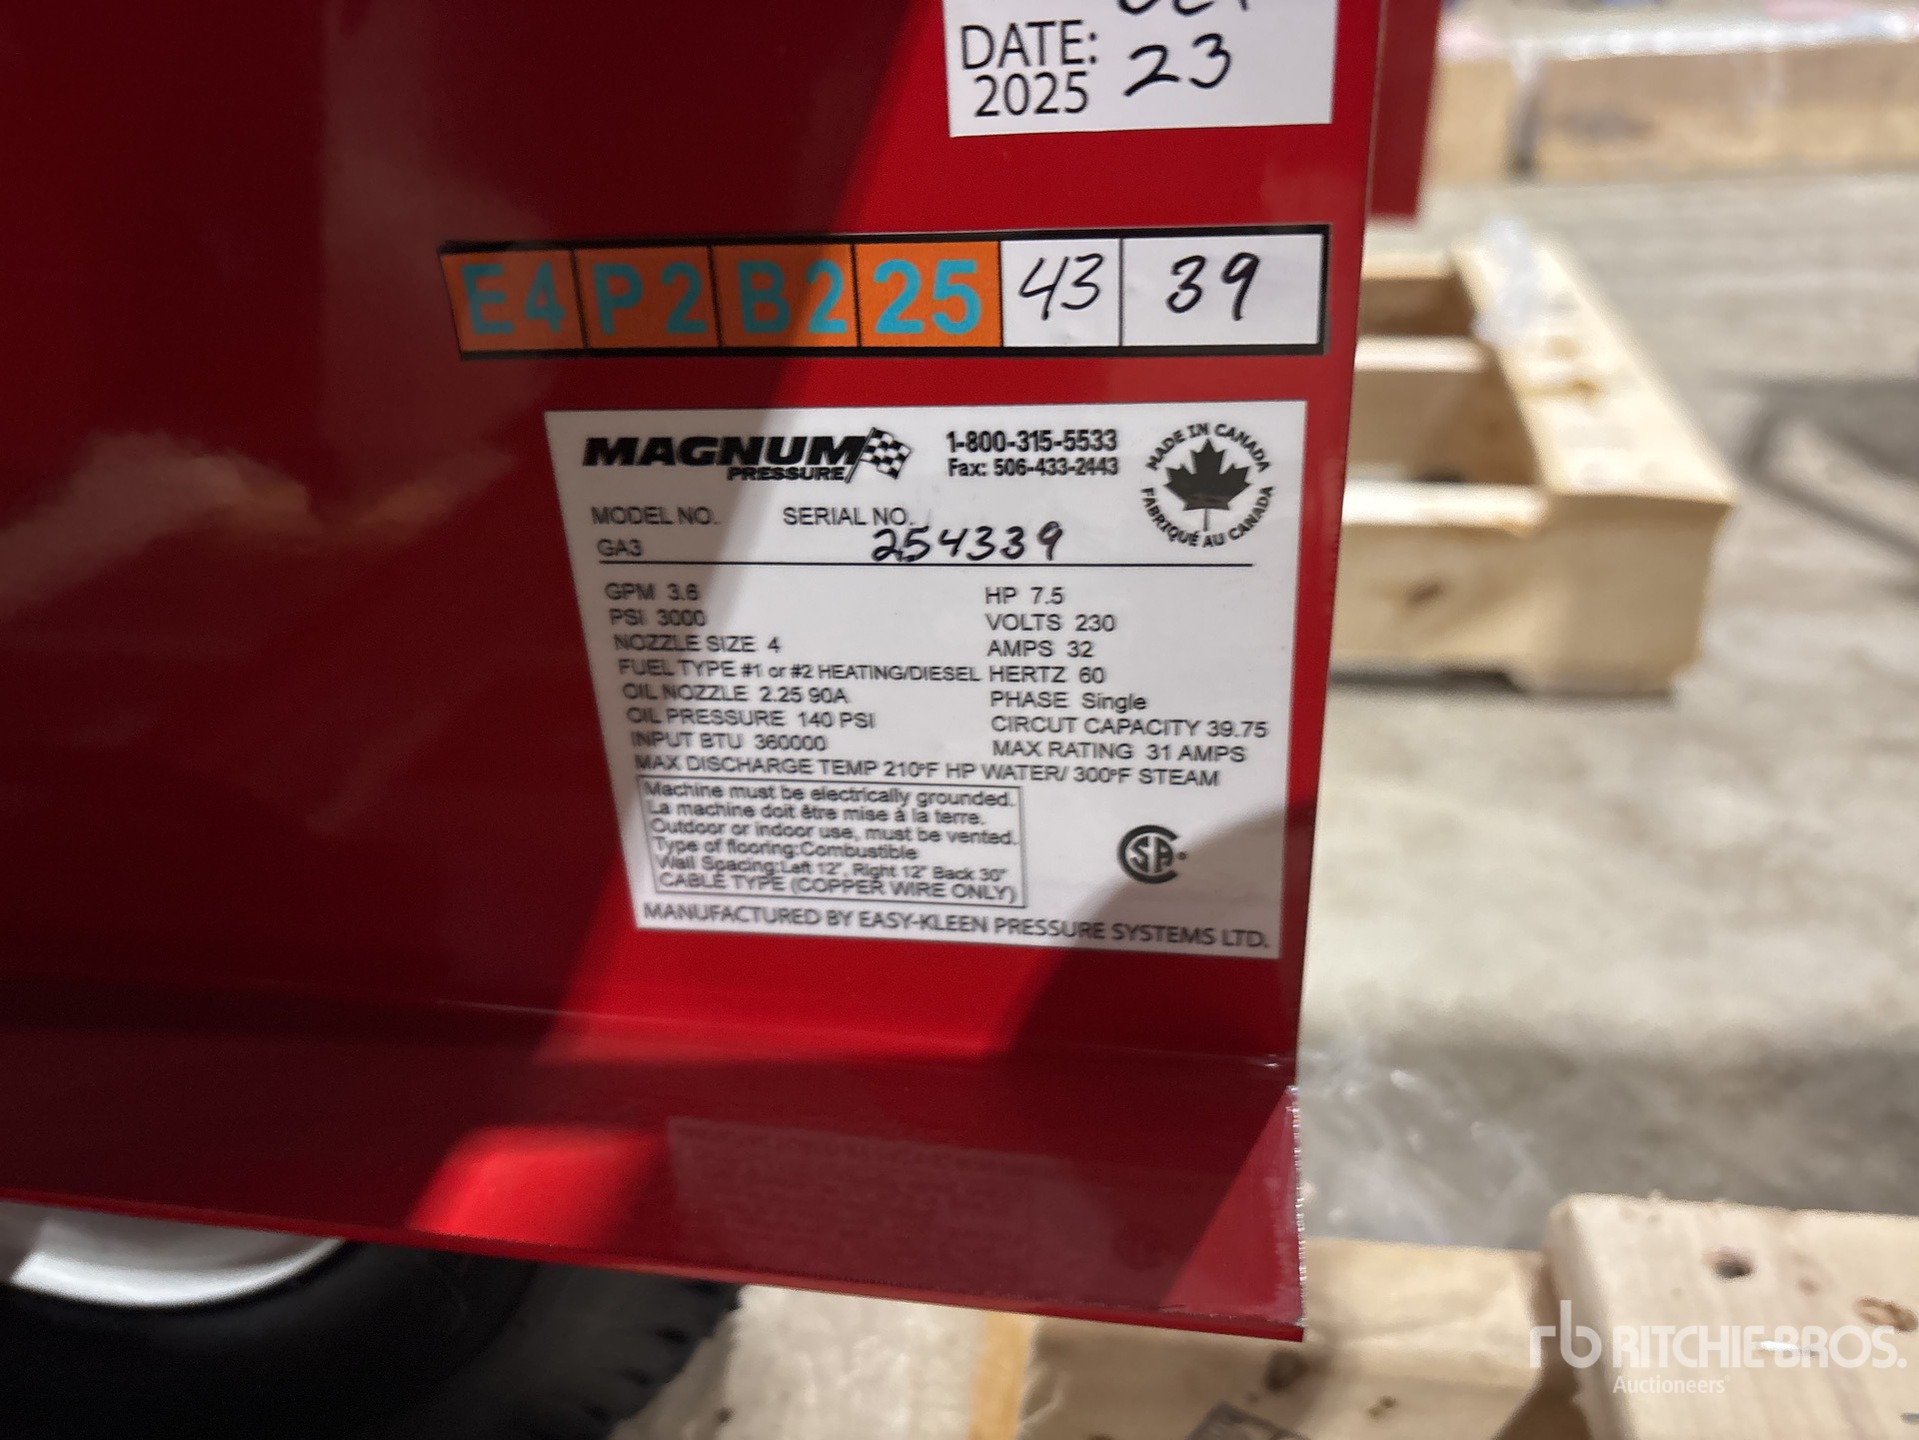 DATE:
2025 23
E4 P2 B2 25 43 39
MAGNUM
PRESSURE
1-800-315-5533
Fax: 506-433-2443
MADE IN CANADA
FABRIQUÉ AU CANADA
MODEL NO. SERIAL NO.
GA3 254339
GPM 3.6 HP 7.5
PSI 3000 VOLTS 230
NOZZLE SIZE 4 AMPS 32
FUEL TYPE #1 or #2 HEATING/DIESEL HERTZ 60
OIL NOZZLE 2.25 90A PHASE Single
OIL PRESSURE 140 PSI CIRCUT CAPACITY 39.75
INPUT BTU 360000 MAX RATING 31 AMPS
MAX DISCHARGE TEMP 210°F HP WATER/ 300°F STEAM
Machine must be electrically grounded.
La machine doit être mise à la terre.
Outdoor or indoor use, must be vented.
Type of flooring:Combustible
Wall Spacing:Left 12", Right 12" Back 30"
CABLE TYPE (COPPER WIRE ONLY)
SA
MANUFACTURED BY EASY-KLEEN PRESSURE SYSTEMS LTD.
rb RITCHIE BROS.
Auctioneers